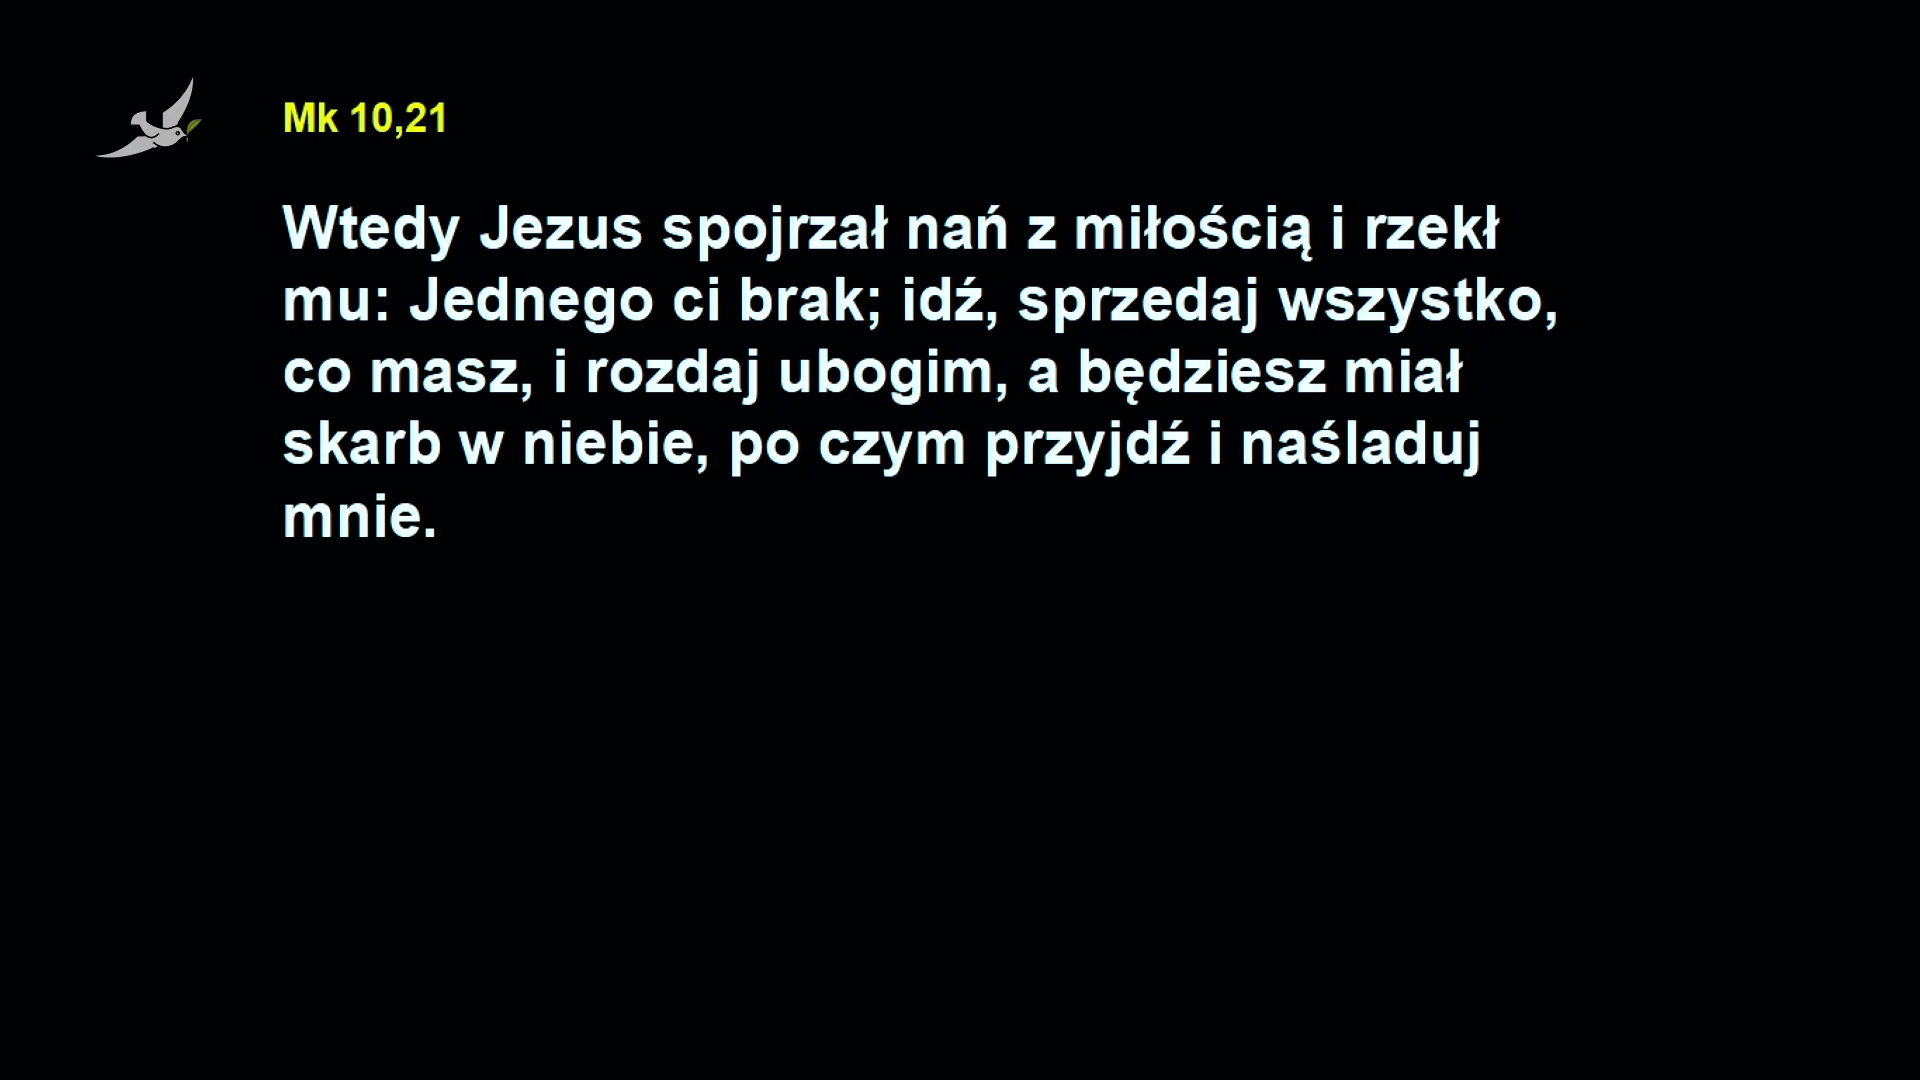 Mk 10,21
Wtedy Jezus spojrzał nań z miłością i rzekł
mu: Jednego ci brak; idź, sprzedaj wszystko,
co masz, i rozdaj ubogim, a będziesz miał
skarb w niebie, po czym przyjdź i naśladuj
mnie.